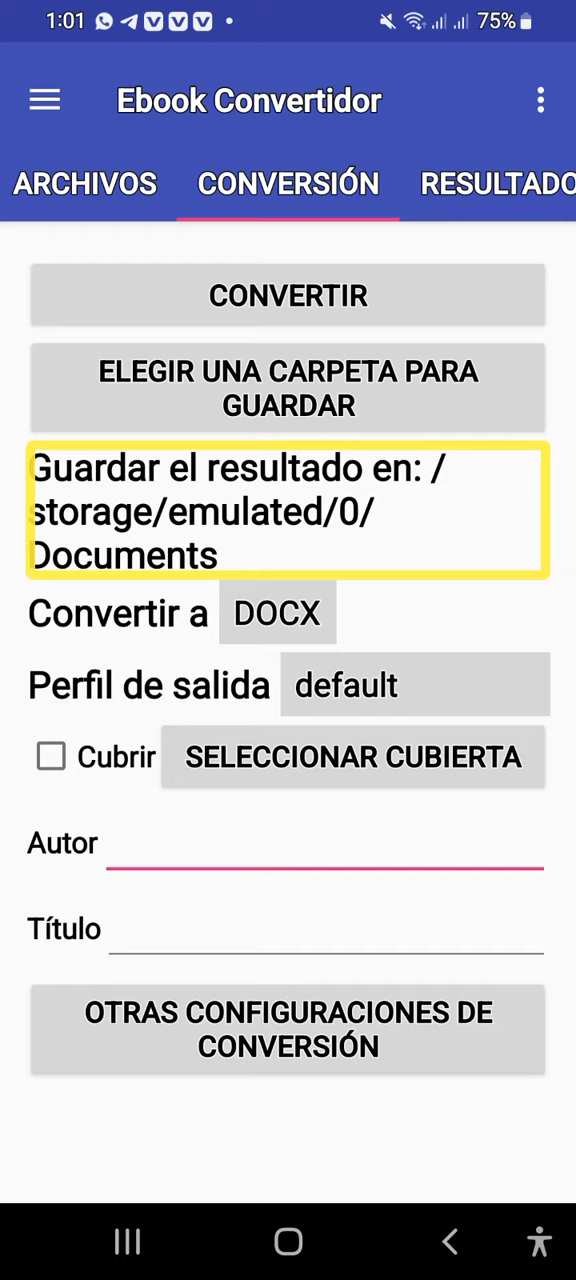 1:01
75%
Ebook Convertidor
ARCHIVOS CONVERSIÓN RESULTADO
CONVERTIR
ELEGIR UNA CARPETA PARA
GUARDAR
Guardar el resultado en: /
storage/emulated/0/
Documents
Convertir a DOCX
Perfil de salida default
Cubrir SELECCIONAR CUBIERTA
Autor
Título
OTRAS CONFIGURACIONES DE
CONVERSIÓN